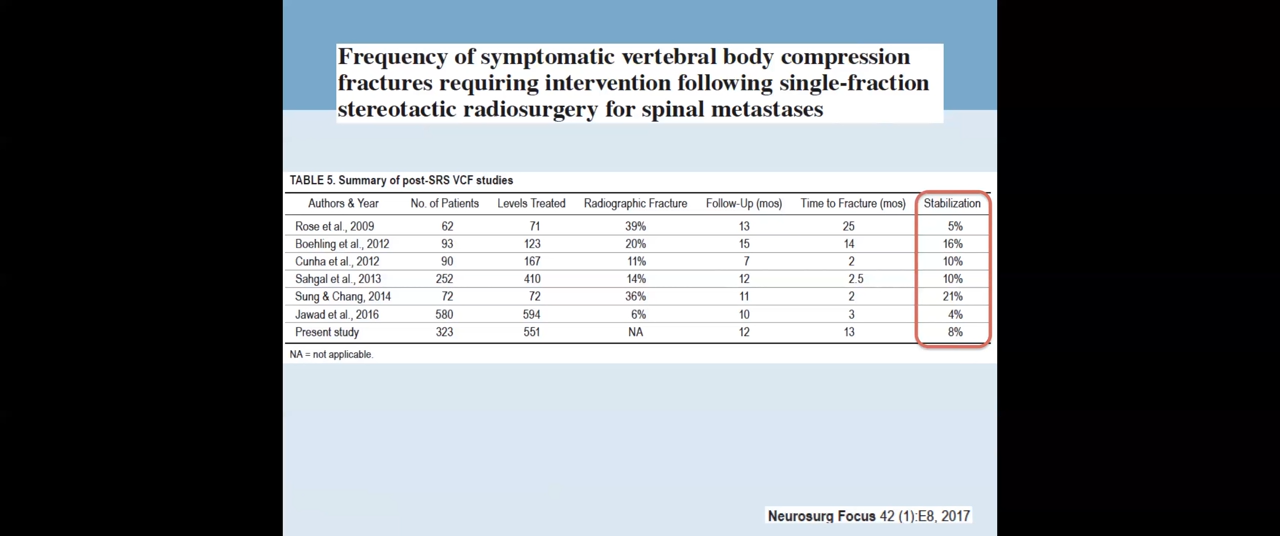 Frequency of symptomatic vertebral body compression
fractures requiring intervention following single-fraction
stereotactic radiosurgery for spinal metastases
TABLE 5. Summary of post-SRS VCF studies
Authors & Year No. of Patients Levels Treated Radiographic Fracture Follow-Up (mos) Time to Fracture (mos) Stabilization
Rose et al., 2009 62 71 39% 13 25 5%
Boehling et al., 2012 93 123 20% 15 14 16%
Cunha et al., 2012 90 167 11% 7 2 10%
Sahgal et al., 2013 252 410 14% 12 2.5 10%
Sung & Chang, 2014 72 72 36% 11 2 21%
Jawad et al., 2016 580 594 6% 10 3 4%
Present study 323 551 NA 12 13 8%
NA = not applicable.
Neurosurg Focus 42 (1):E8, 2017